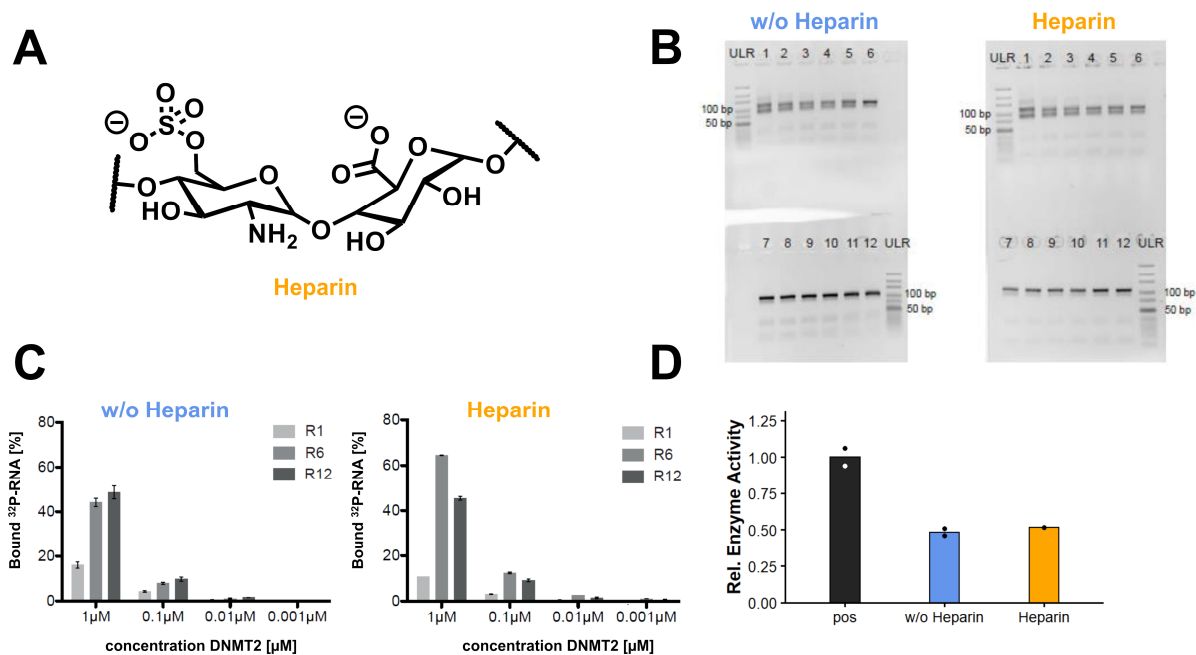 A
O
O
S
O
O
O
HO
NH₂
O
O
O
O
O
O
OH
HO
OH
Heparin
B
w/o Heparin
ULR 1 2 3 4 5 6
100 bp
50 bp
7 8 9 10 11 12 ULR
100 bp
50 bp
Heparin
ULR 1 2 3 4 5 6
100 bp
50 bp
7 8 9 10 11 12 ULR
100 bp
50 bp
C
w/o Heparin
Bound ³²P-RNA [%]
80
60
40
20
0
R1
R6
R12
1µM 0.1µM 0.01µM 0.001µM
concentration DNMT2 [µM]
Heparin
Bound ³²P-RNA [%]
80
60
40
20
0
R1
R6
R12
1µM 0.1µM 0.01µM 0.001µM
concentration DNMT2 [µM]
D
Rel. Enzyme Activity
1.25
1.00
0.75
0.50
0.25
0.00
pos w/o Heparin Heparin